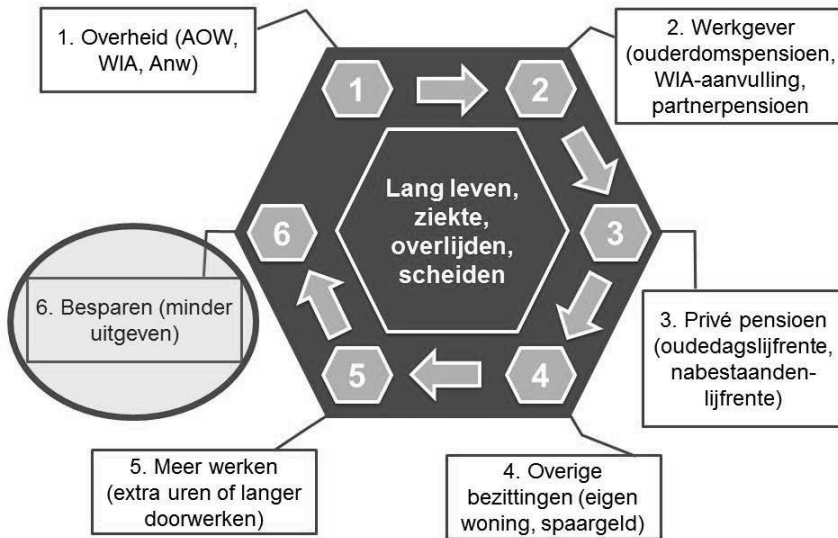 1. Overheid (AOW,
WIA, Anw)
2. Werkgever
(ouderdomspensioen,
WIA-aanvulling,
partnerpensioen
1
2
Lang leven,
ziekte,
overlijden,
scheiden
6
3
6. Besparen (minder
uitgeven)
3. Privé pensioen
(oudedagslijfrente,
nabestaanden-
lijfrente)
5
4
5. Meer werken
(extra uren of langer
doorwerken)
4. Overige
bezittingen (eigen
woning, spaargeld)